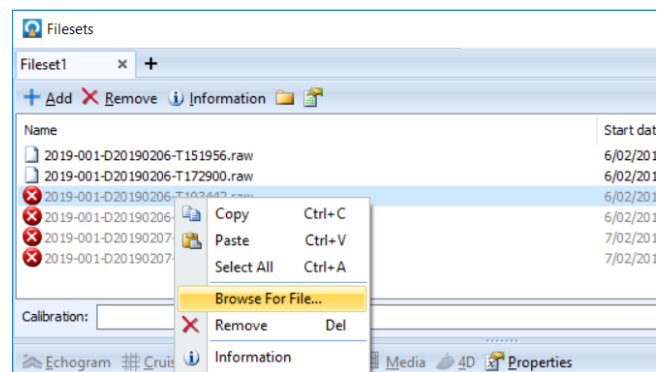 Filesets
Fileset1 × +
Add Remove Information
Name Start dat
2019-001-D20190206-T151956.raw 6/02/201
2019-001-D20190206-T172900.raw 6/02/201
2019-001-D20190206-T193442.raw 6/02/201
2019-001-D20190206- 6/02/201
2019-001-D20190207- 7/02/201
2019-001-D20190207- 7/02/201
Copy Ctrl+C
Paste Ctrl+V
Select All Ctrl+A
Browse For File...
Calibration:
Remove Del
Information
Echogram Cruis Media 4D Properties